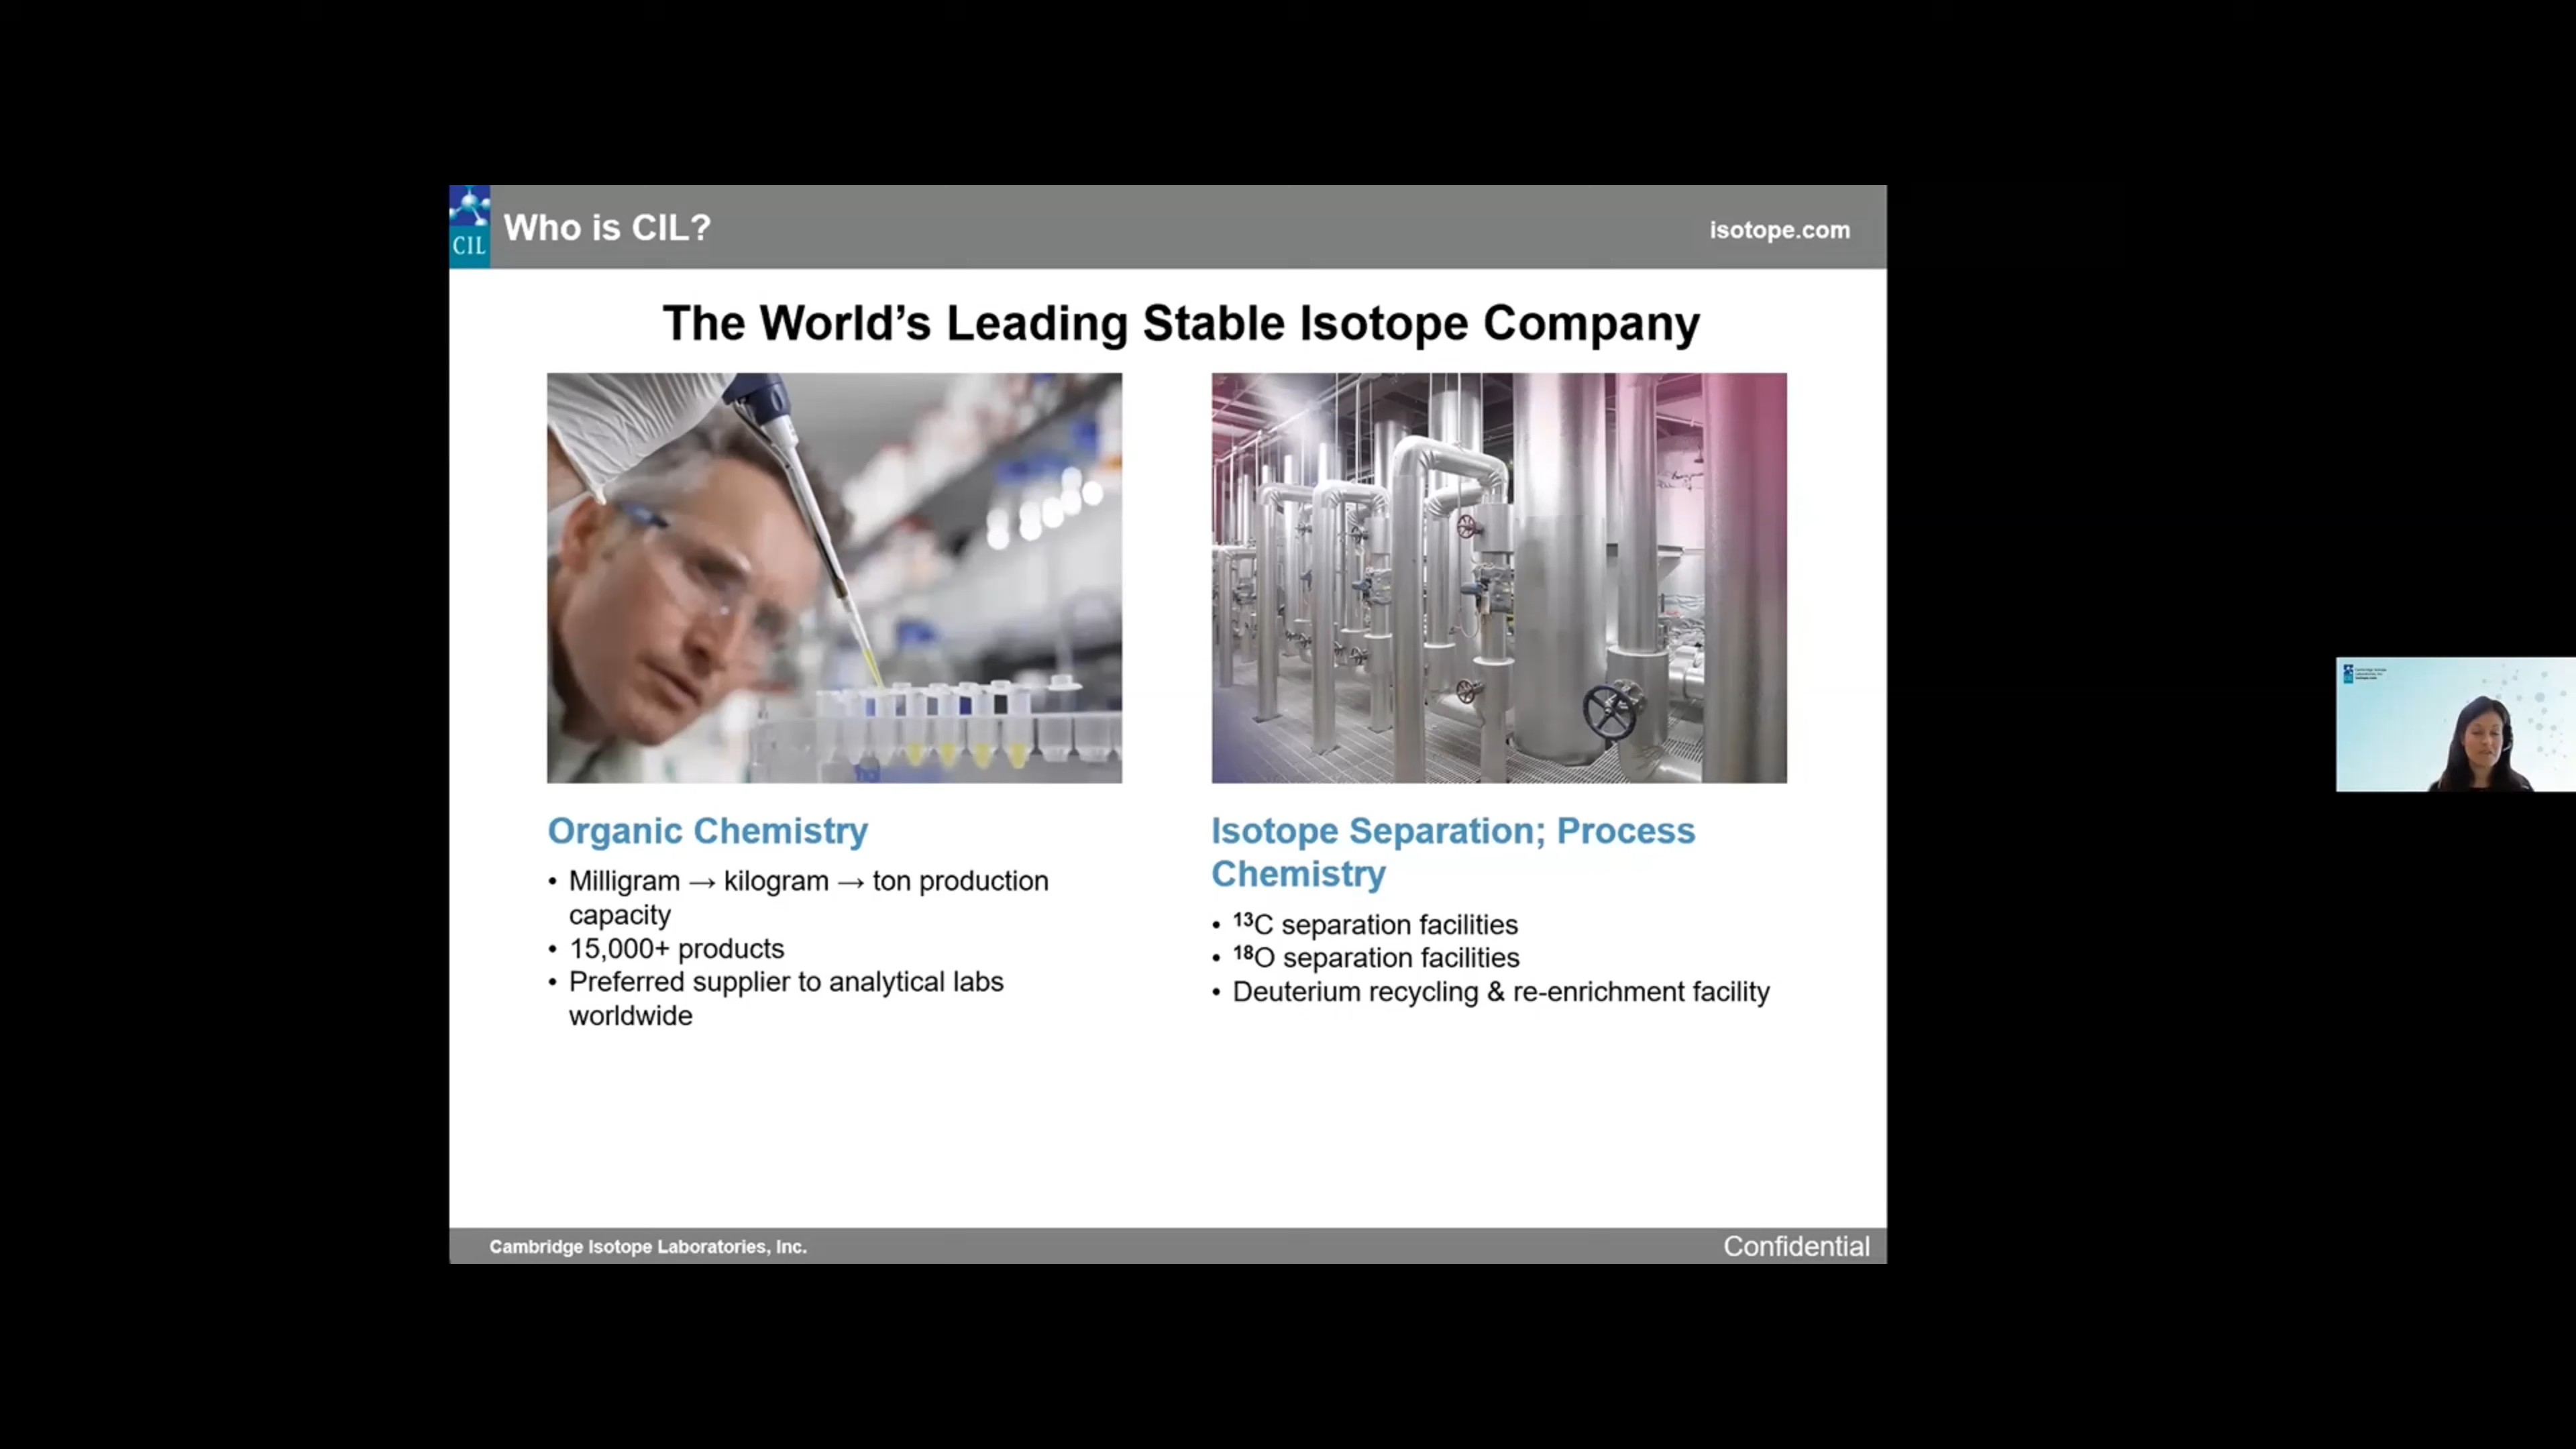 CIL
Who is CIL?
isotope.com
The World’s Leading Stable Isotope Company
Organic Chemistry
• Milligram → kilogram → ton production
capacity
• 15,000+ products
• Preferred supplier to analytical labs
worldwide
Isotope Separation; Process
Chemistry
• ¹³C separation facilities
• ¹⁸O separation facilities
• Deuterium recycling & re-enrichment facility
Cambridge Isotope Laboratories, Inc.
Confidential